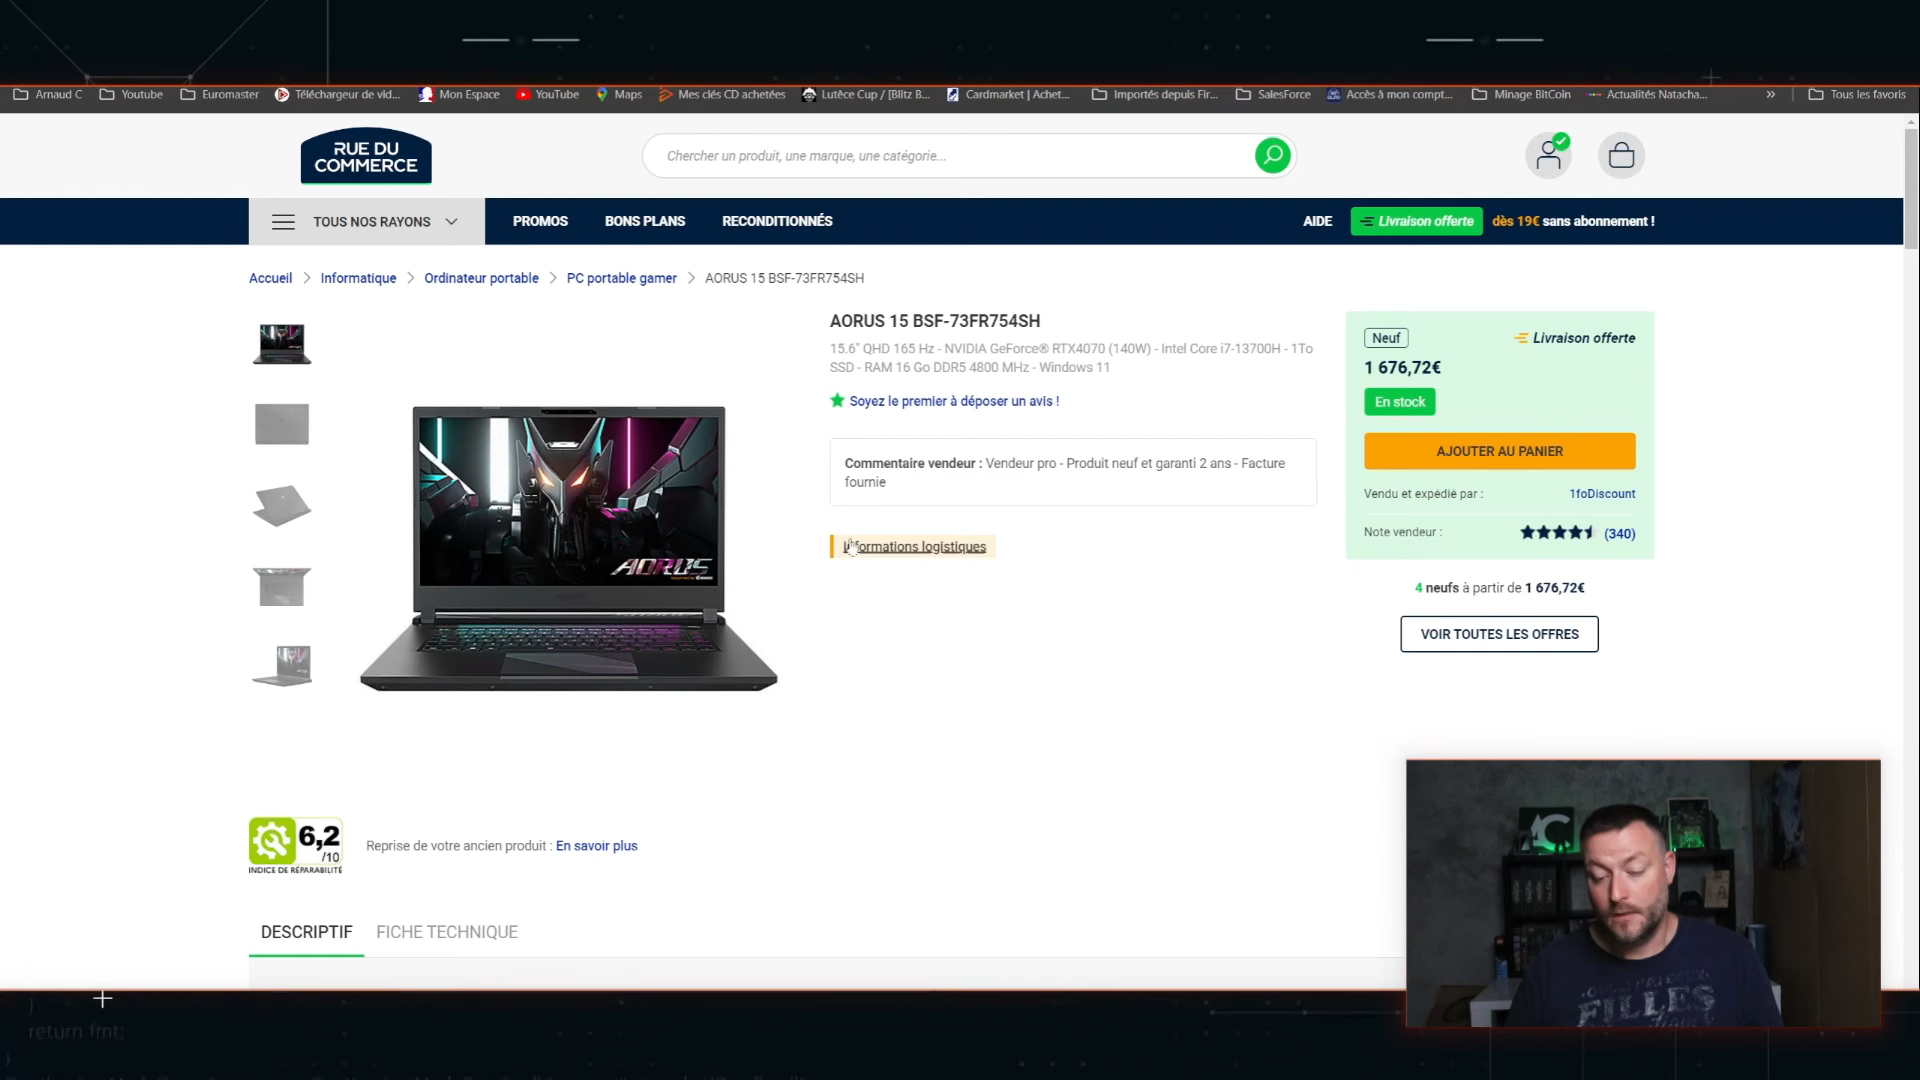 Arnaud C
Youtube
Euromaster
Téléchargeur de vid...
Mon Espace
YouTube
Maps
Mes clés CD achetées
Lutèce Cup / [Blitz B...
Cardmarket | Achet...
Importés depuis Fir...
SalesForce
Accès à mon compt...
Minage BitCoin
Actualités Natacha...
»
Tous les favoris
RUE DU
COMMERCE
Chercher un produit, une marque, une catégorie...
TOUS NOS RAYONS
PROMOS
BONS PLANS
RECONDITIONNÉS
AIDE
Livraison offerte
dès 19€ sans abonnement !
Accueil > Informatique > Ordinateur portable > PC portable gamer > AORUS 15 BSF-73FR754SH
AORUS 15 BSF-73FR754SH
15.6" QHD 165 Hz - NVIDIA GeForce® RTX4070 (140W) - Intel Core i7-13700H - 1To
SSD - RAM 16 Go DDR5 4800 MHz - Windows 11
Soyez le premier à déposer un avis !
Commentaire vendeur : Vendeur pro - Produit neuf et garanti 2 ans - Facture
fournie
Informations logistiques
AORUS
Neuf
Livraison offerte
1 676,72€
En stock
AJOUTER AU PANIER
Vendu et expédié par :
1foDiscount
Note vendeur :
(340)
4 neufs à partir de 1 676,72€
VOIR TOUTES LES OFFRES
6,2
/10
INDICE DE RÉPARABILITÉ
Reprise de votre ancien produit : En savoir plus
DESCRIPTIF
FICHE TECHNIQUE
FILLES
return fmt: